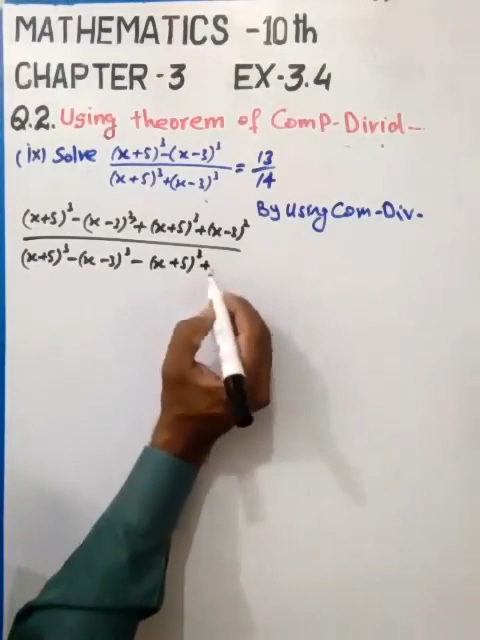 MATHEMATICS - 10th
CHAPTER - 3 EX-3.4
Q.2. Using theorem of Comp-Divid-
(ix) Solve ((x+5)³-(x-3)³)/((x+5)³+(x-3)³) = 13/14
By Using Com-Div-
(x+5)³-(x-3)³+(x+5)³+(x-3)³
(x+5)³-(x-3)³-(x+5)³+